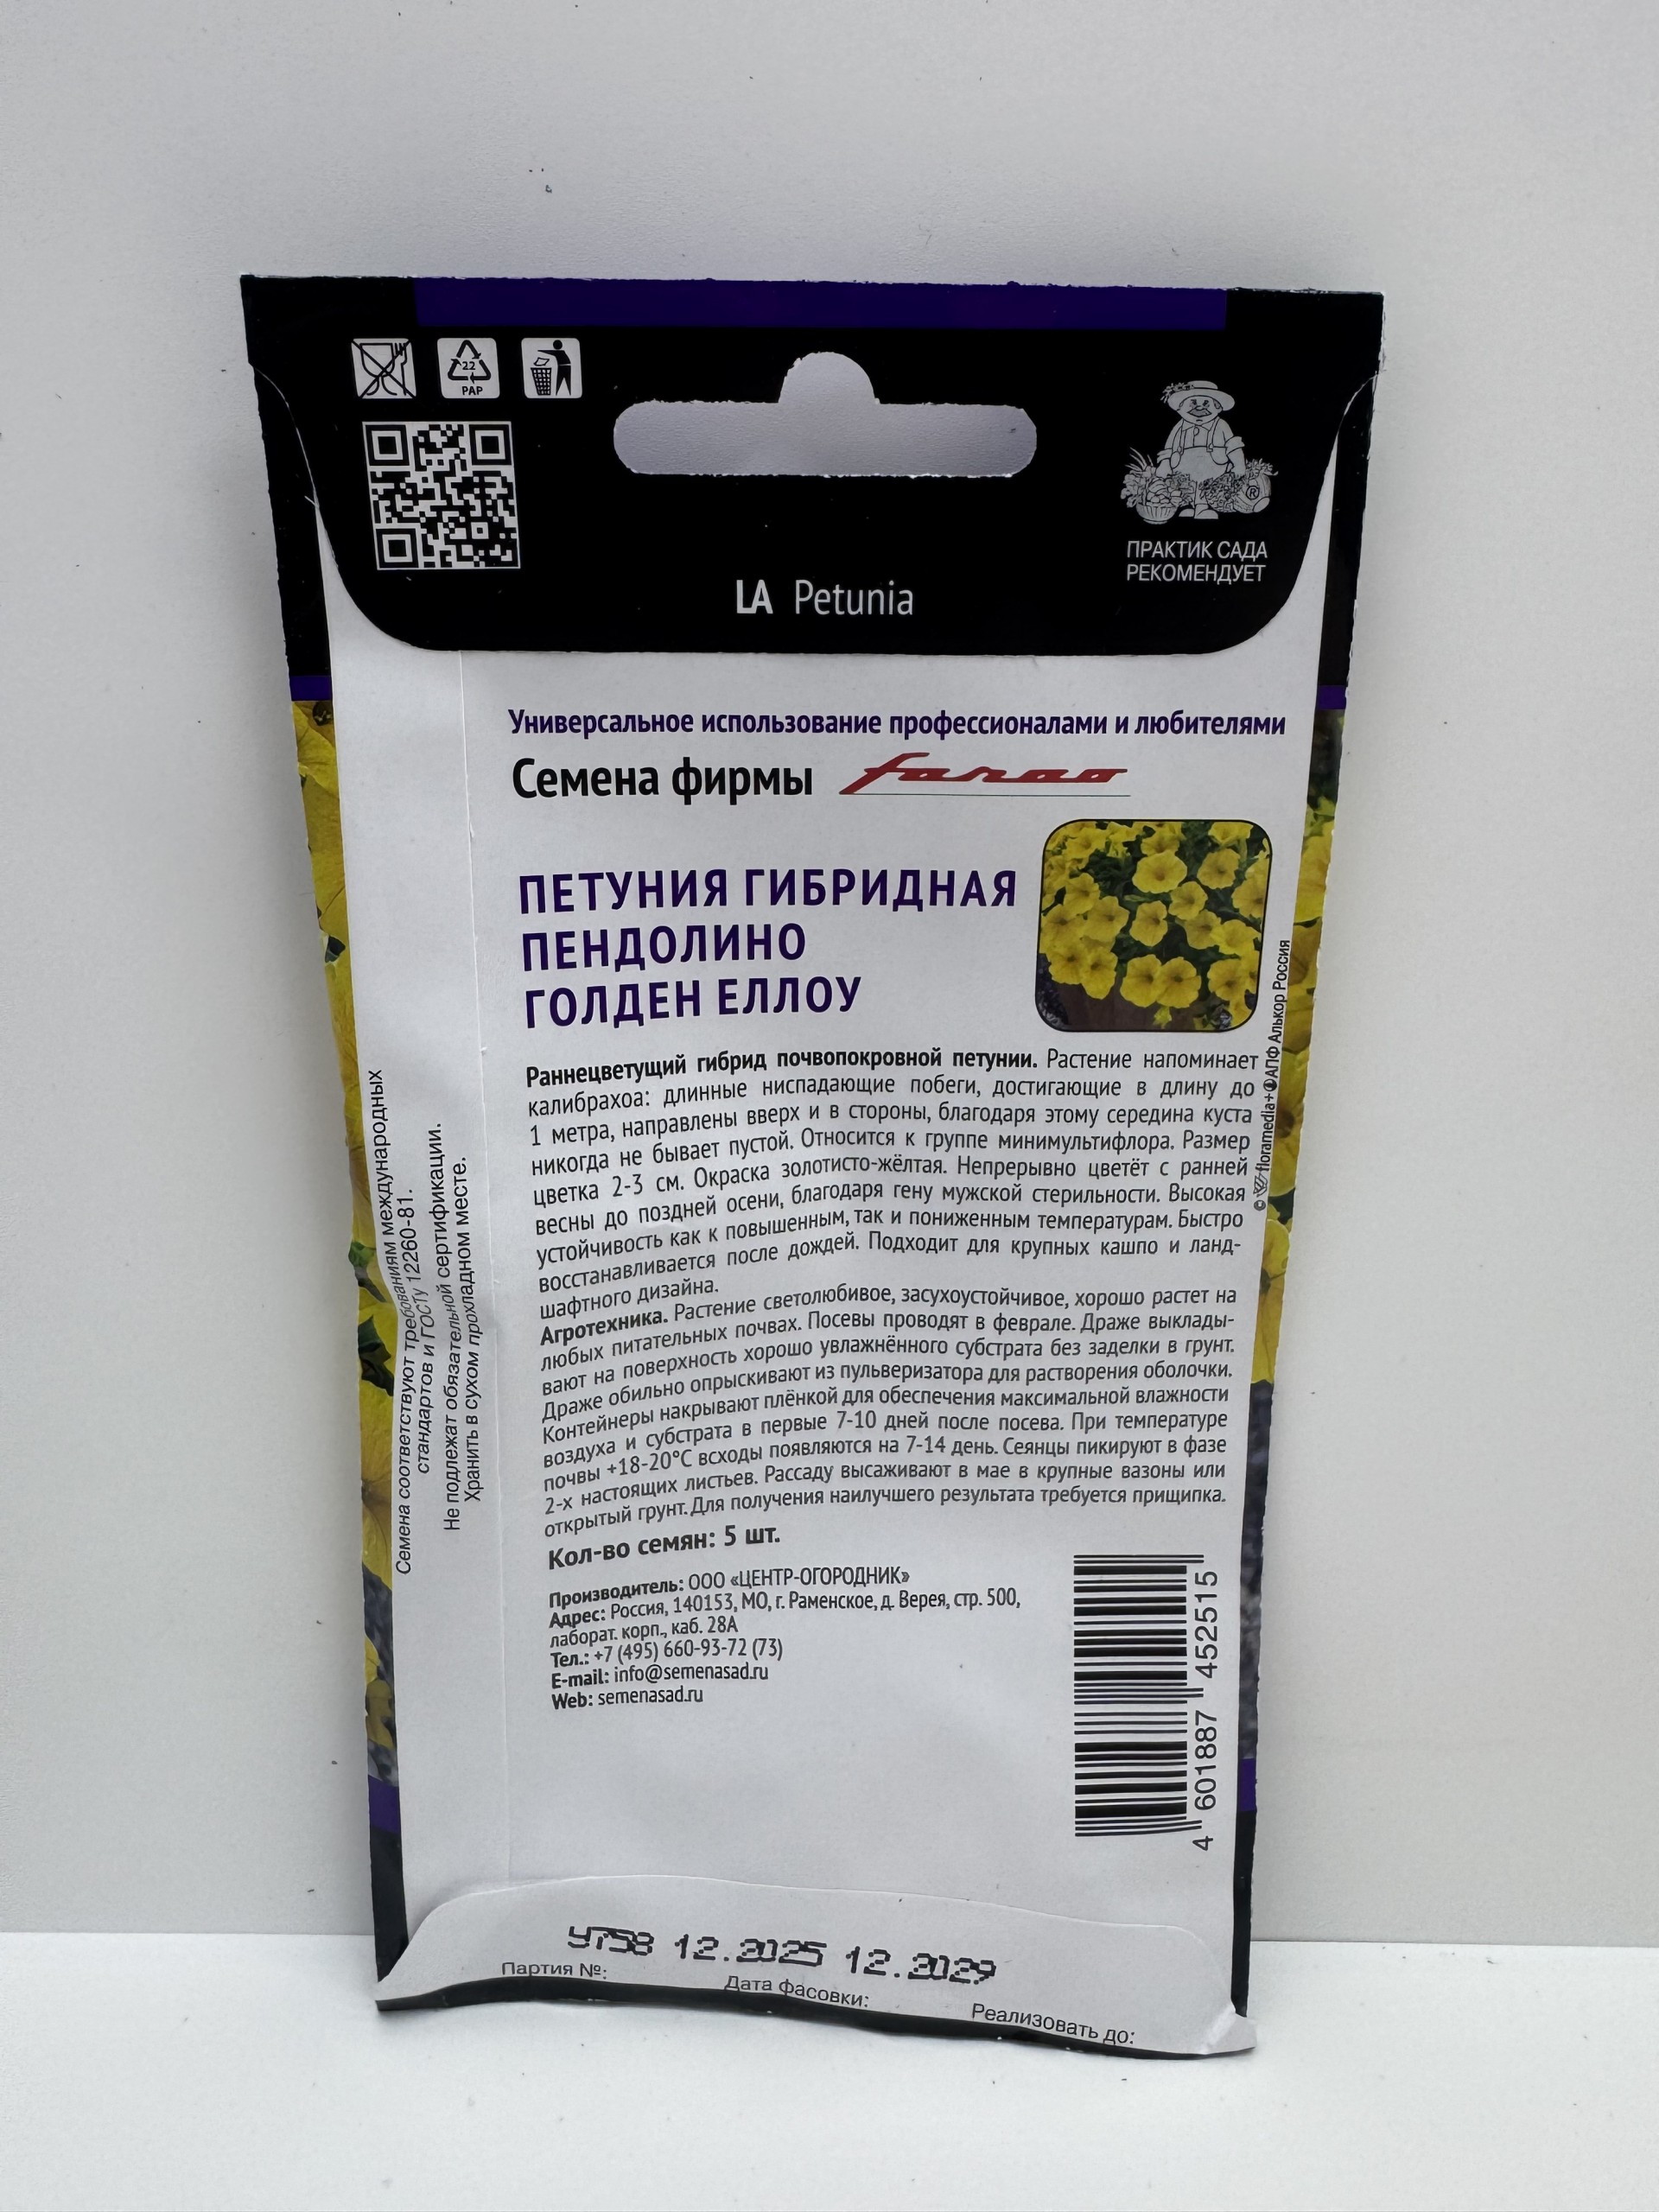 22
PAP
®
ПРАКТИК САДА
РЕКОМЕНДУЕТ
LA Petunia
Универсальное использование профессионалами и любителями
Семена фирмы farao
ПЕТУНИЯ ГИБРИДНАЯ
ПЕНДОЛИНО
ГОЛДЕН ЕЛЛОУ
Раннецветущий гибрид почвопокровной петунии. Растение напоминает
калибрахоа: длинные ниспадающие побеги, достигающие в длину до
1 метра, направлены вверх и в стороны, благодаря этому середина куста
никогда не бывает пустой. Относится к группе минимультифлора. Размер
цветка 2-3 см. Окраска золотисто-жёлтая. Непрерывно цветёт с ранней
весны до поздней осени, благодаря гену мужской стерильности. Высокая
устойчивость как к повышенным, так и пониженным температурам. Быстро
восстанавливается после дождей. Подходит для крупных кашпо и ланд-
шафтного дизайна.
Агротехника. Растение светолюбивое, засухоустойчивое, хорошо растет на
любых питательных почвах. Посевы проводят в феврале. Драже выклады-
вают на поверхность хорошо увлажнённого субстрата без заделки в грунт.
Драже обильно опрыскивают из пульверизатора для растворения оболочки.
Контейнеры накрывают плёнкой для обеспечения максимальной влажности
воздуха и субстрата в первые 7-10 дней после посева. При температуре
почвы +18-20°С всходы появляются на 7-14 день. Сеянцы пикируют в фазе
2-х настоящих листьев. Рассаду высаживают в мае в крупные вазоны или
открытый грунт. Для получения наилучшего результата требуется прищипка.
Кол-во семян: 5 шт.
Производитель: ООО «ЦЕНТР-ОГОРОДНИК»
Адрес: Россия, 140153, МО, г. Раменское, д. Верея, стр. 500,
лаборат. корп., каб. 28А
Тел.: +7 (495) 660-93-72 (73)
E-mail: info@semenasad.ru
Web: semenasad.ru
4 601887 452515
© floramedia+АПФ Алькор Россия
Семена соответствуют требованиям международных
стандартов и ГОСТу 12260-81.
Не подлежат обязательной сертификации.
Хранить в сухом прохладном месте.
У758 12.2025 12.2029
Партия №: Дата фасовки: Реализовать до: